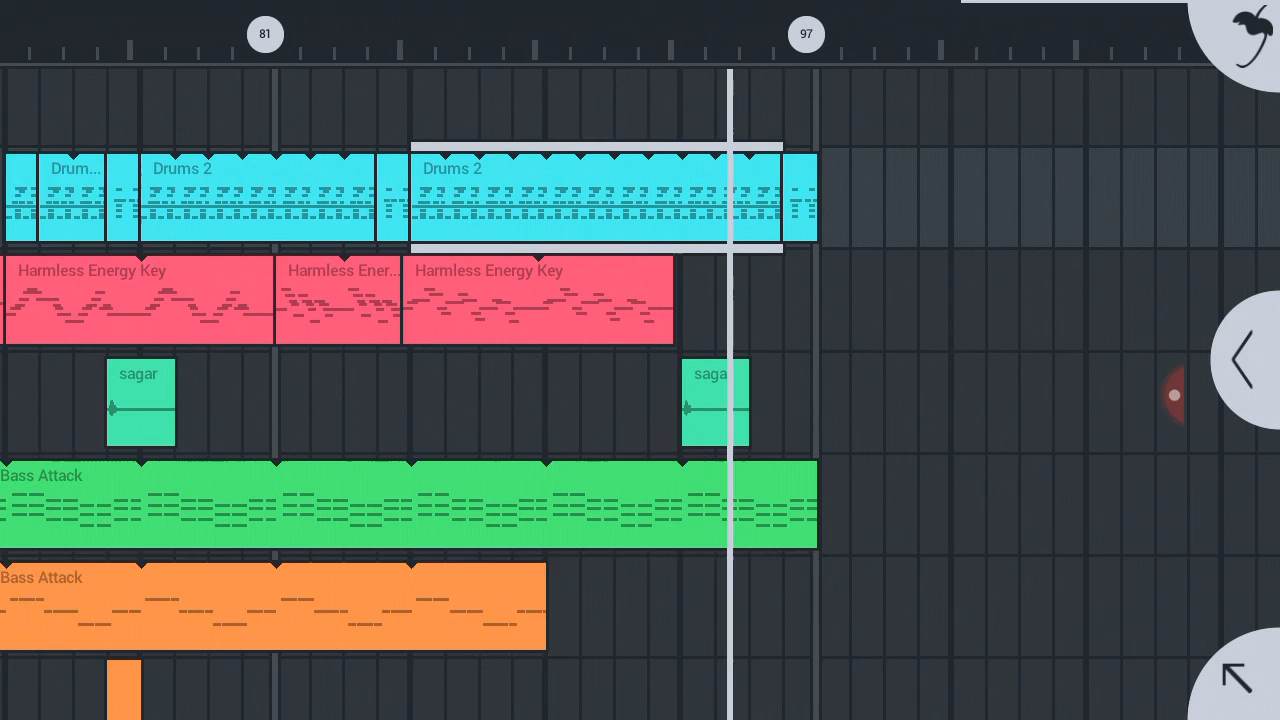 81
97
Drum...
Drums 2
Drums 2
Harmless Energy Key
Harmless Ener...
Harmless Energy Key
sagar
saga
Bass Attack
Bass Attack